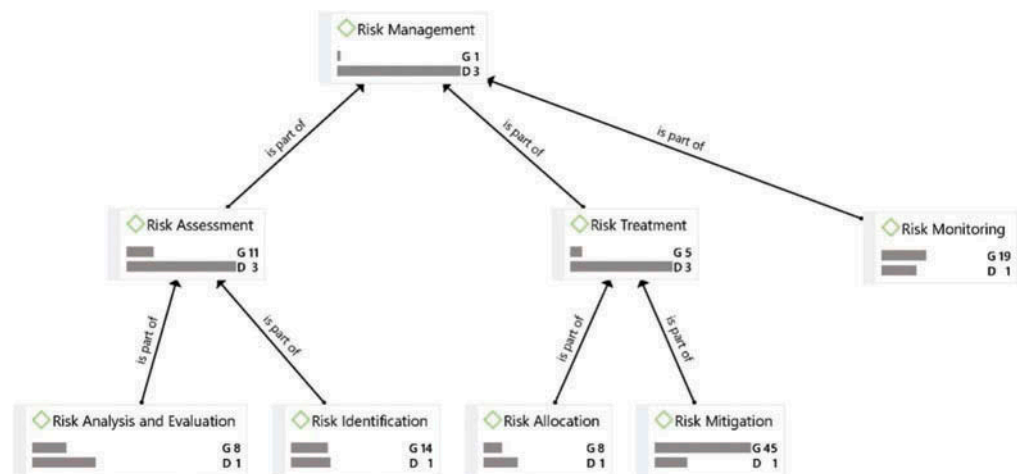 Risk Management
G 1
D 3
is part of
is part of
is part of
Risk Assessment
G 11
D 3
Risk Treatment
G 5
D 3
Risk Monitoring
G 19
D 1
is part of
is part of
is part of
is part of
Risk Analysis and Evaluation
G 8
D 1
Risk Identification
G 14
D 1
Risk Allocation
G 8
D 1
Risk Mitigation
G 45
D 1